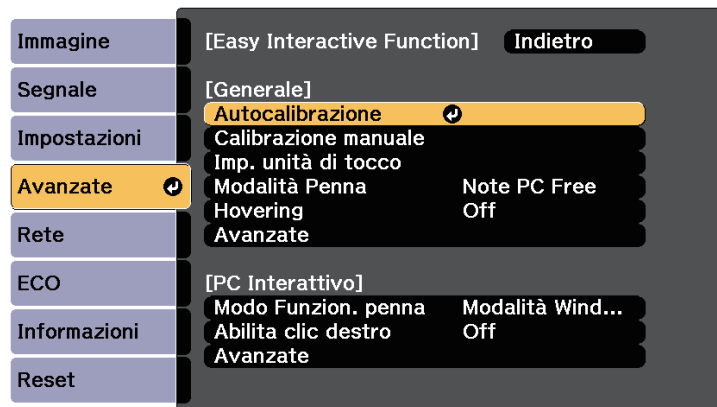 Immagine
Segnale
Impostazioni
Avanzate
Rete
ECO
Informazioni
Reset
[Easy Interactive Function] Indietro
[Generale]
Autocalibrazione
Calibrazione manuale
Imp. unità di tocco
Modalità Penna Note PC Free
Hovering Off
Avanzate
[PC Interattivo]
Modo Funzion. penna Modalità Wind...
Abilita clic destro Off
Avanzate